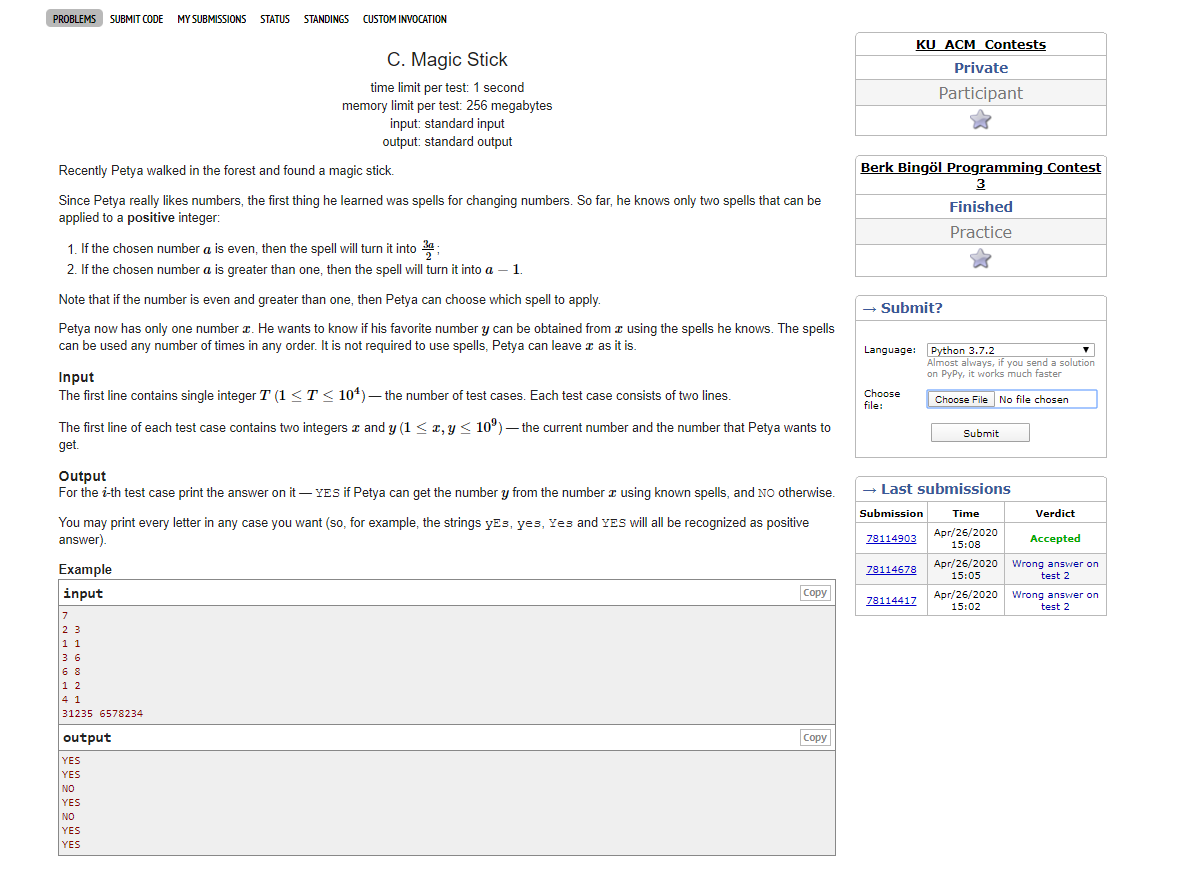 PROBLEMS SUBMIT CODE MY SUBMISSIONS STATUS STANDINGS CUSTOM INVOCATION
C. Magic Stick
time limit per test: 1 second
memory limit per test: 256 megabytes
input: standard input
output: standard output
Recently Petya walked in the forest and found a magic stick.
Since Petya really likes numbers, the first thing he learned was spells for changing numbers. So far, he knows only two spells that can be
applied to a positive integer:
1. If the chosen number a is even, then the spell will turn it into 3a/2;
2. If the chosen number a is greater than one, then the spell will turn it into a − 1.
Note that if the number is even and greater than one, then Petya can choose which spell to apply.
Petya now has only one number x. He wants to know if his favorite number y can be obtained from x using the spells he knows. The spells
can be used any number of times in any order. It is not required to use spells, Petya can leave x as it is.
Input
The first line contains single integer T (1 ≤ T ≤ 10⁴) — the number of test cases. Each test case consists of two lines.
The first line of each test case contains two integers x and y (1 ≤ x, y ≤ 10⁹) — the current number and the number that Petya wants to
get.
Output
For the i-th test case print the answer on it — YES if Petya can get the number y from the number x using known spells, and NO otherwise.
You may print every letter in any case you want (so, for example, the strings yEs, yes, Yes and YES will all be recognized as positive
answer).
Example
input Copy
7
2 3
1 1
3 6
6 8
1 2
4 1
31235 6578234
output Copy
YES
YES
NO
YES
NO
YES
YES
KU_ACM_Contests
Private
Participant
Berk Bingöl Programming Contest
3
Finished
Practice
→ Submit?
Language: Python 3.7.2
Almost always, if you send a solution
on PyPy, it works much faster
Choose
file: Choose File No file chosen
Submit
→ Last submissions
Submission Time Verdict
78114903 Apr/26/2020 15:08 Accepted
78114678 Apr/26/2020 15:05 Wrong answer on test 2
78114417 Apr/26/2020 15:02 Wrong answer on test 2